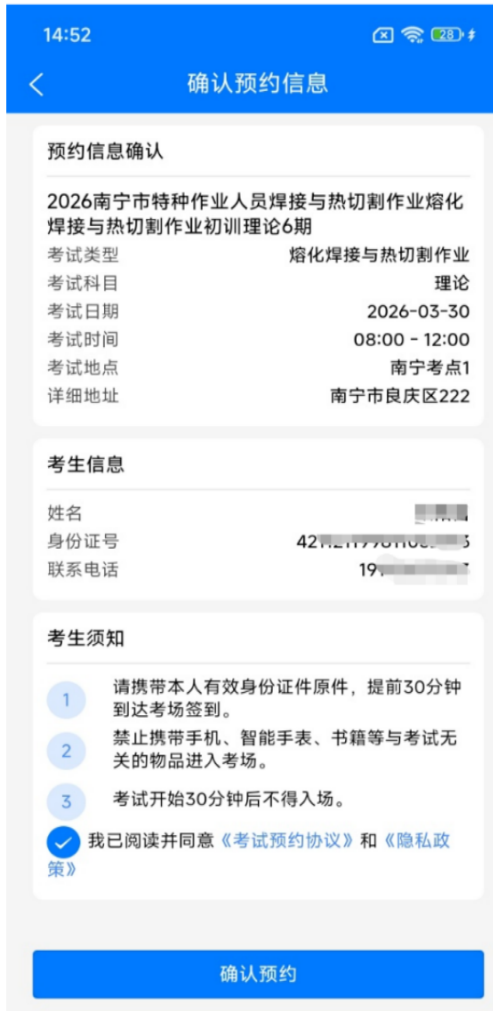 14:52
28
确认预约信息
预约信息确认
2026南宁市特种作业人员焊接与热切割作业熔化
焊接与热切割作业初训理论6期
考试类型 熔化焊接与热切割作业
考试科目 理论
考试日期 2026-03-30
考试时间 08:00 - 12:00
考试地点 南宁考点1
详细地址 南宁市良庆区222
考生信息
姓名
身份证号
联系电话
考生须知
1 请携带本人有效身份证件原件，提前30分钟
到达考场签到。
2 禁止携带手机、智能手表、书籍等与考试无
关的物品进入考场。
3 考试开始30分钟后不得入场。
我已阅读并同意《考试预约协议》和《隐私政
策》
确认预约